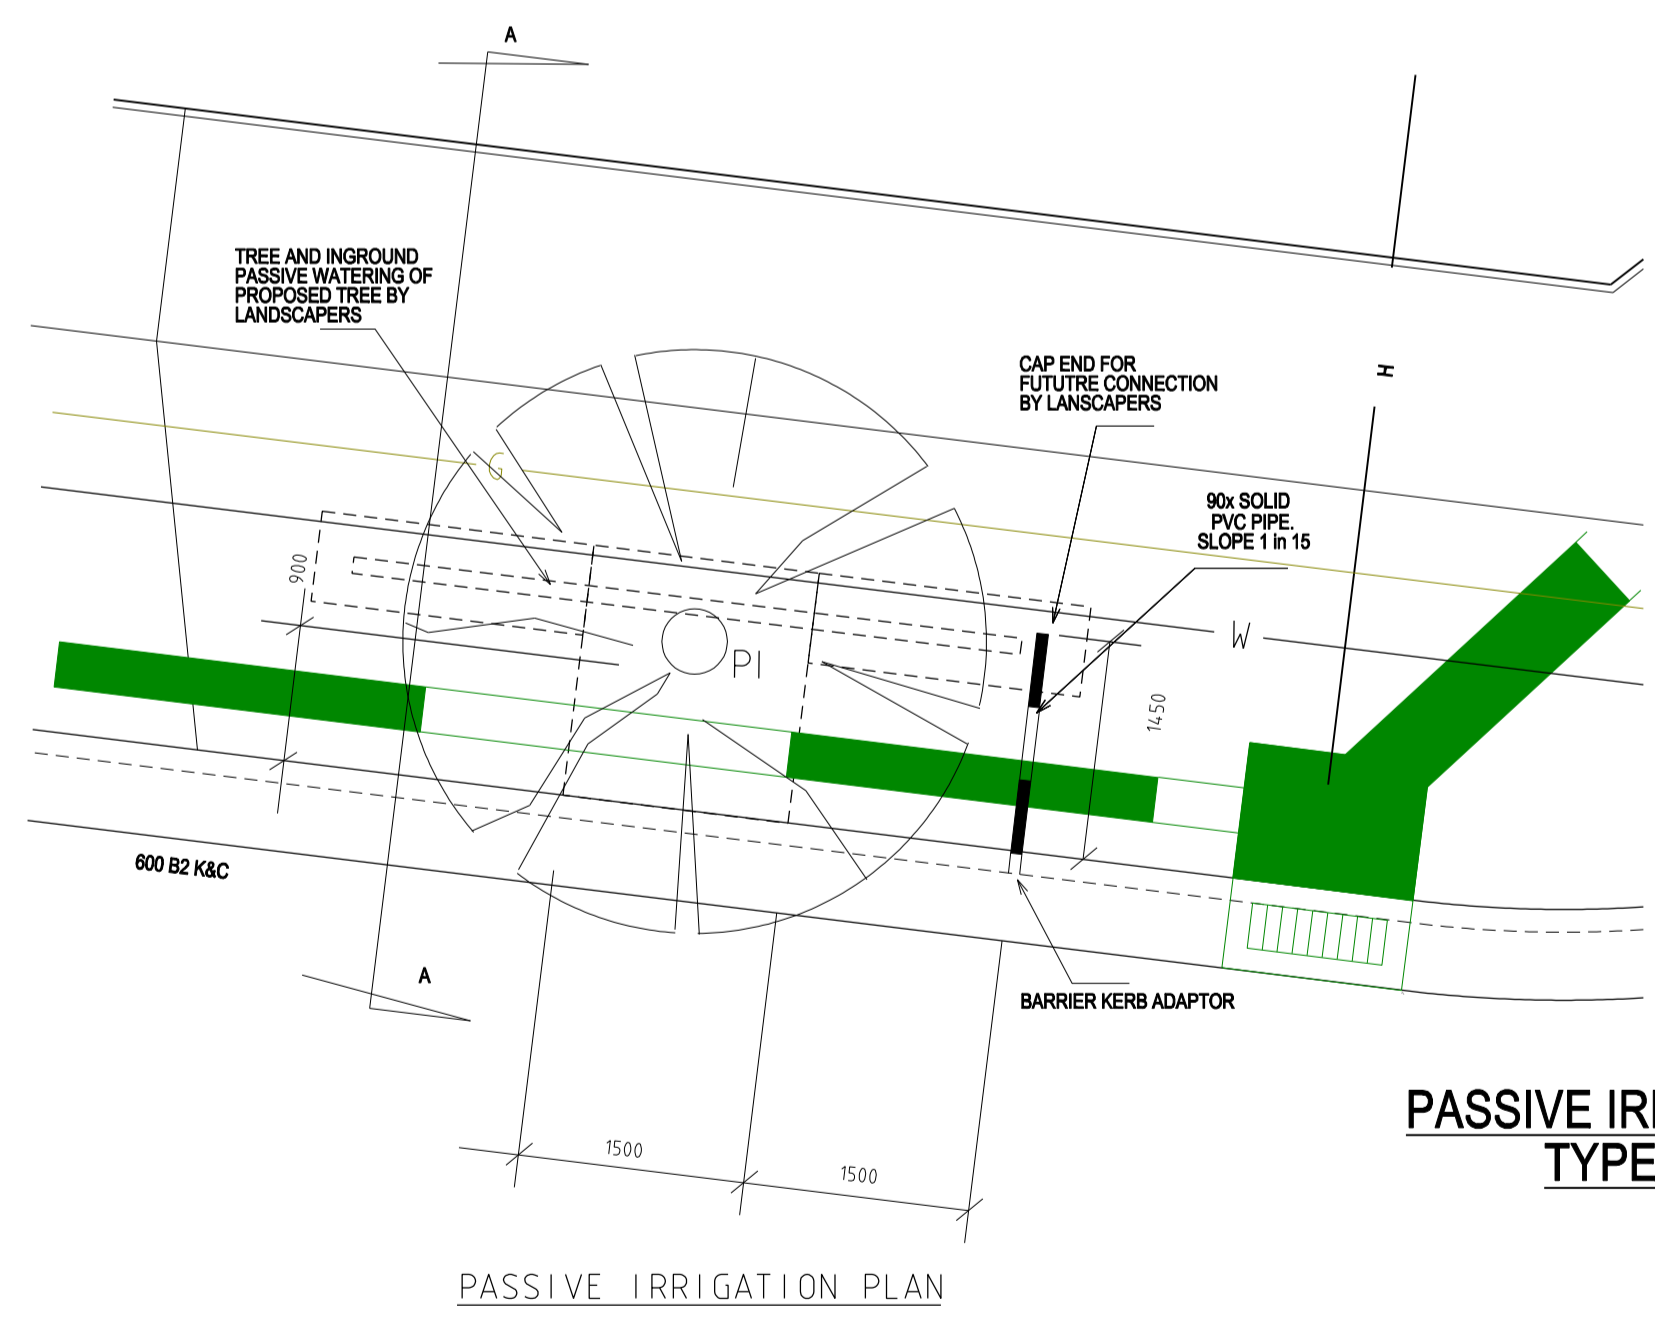 A
TREE AND INGROUND
PASSIVE WATERING OF
PROPOSED TREE BY
LANDSCAPERS
CAP END FOR
FUTUTRE CONNECTION
BY LANSCAPERS
H
G
90x SOLID
PVC PIPE.
SLOPE 1 in 15
900
W
PI
1450
600 B2 K&C
A
BARRIER KERB ADAPTOR
1500
1500
PASSIVE IRR
TYPE
PASSIVE IRRIGATION PLAN